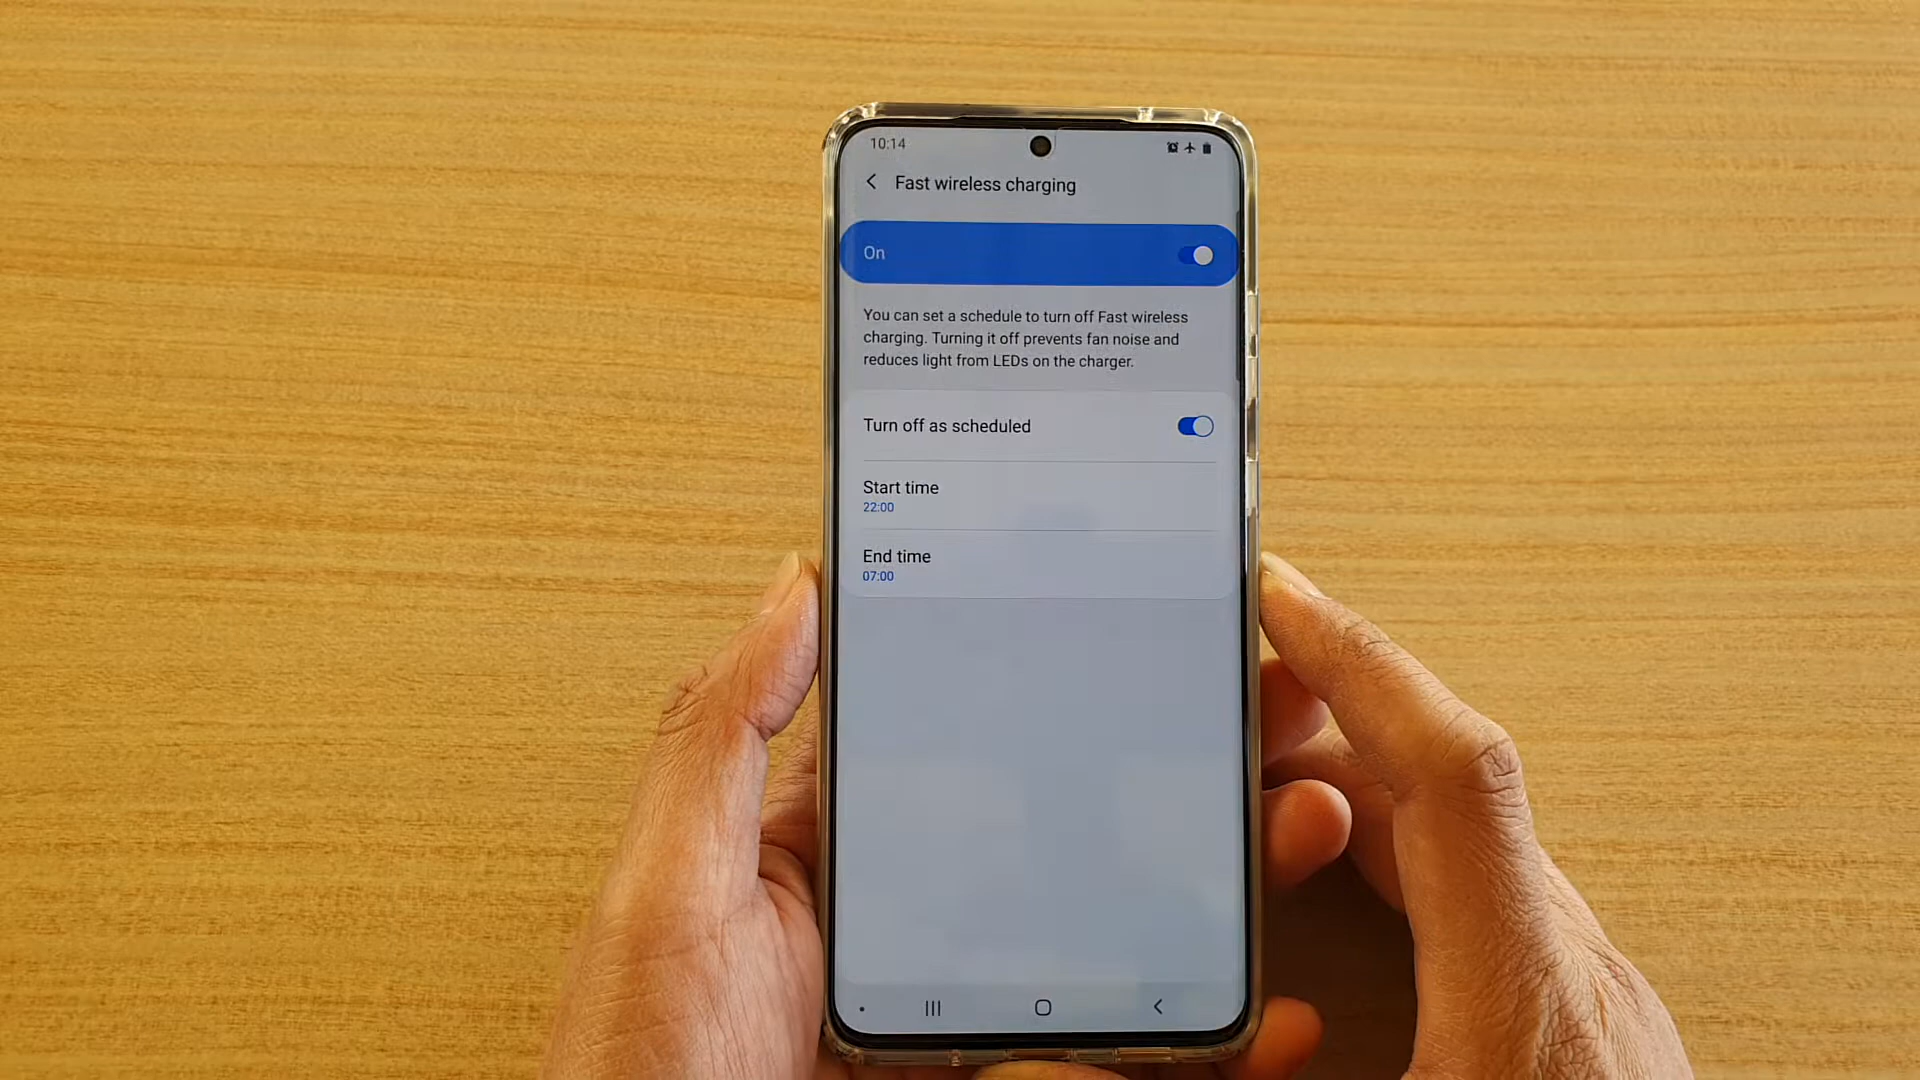 10:14
Fast wireless charging
On
You can set a schedule to turn off Fast wireless
charging. Turning it off prevents fan noise and
reduces light from LEDs on the charger.
Turn off as scheduled
Start time
22:00
End time
07:00